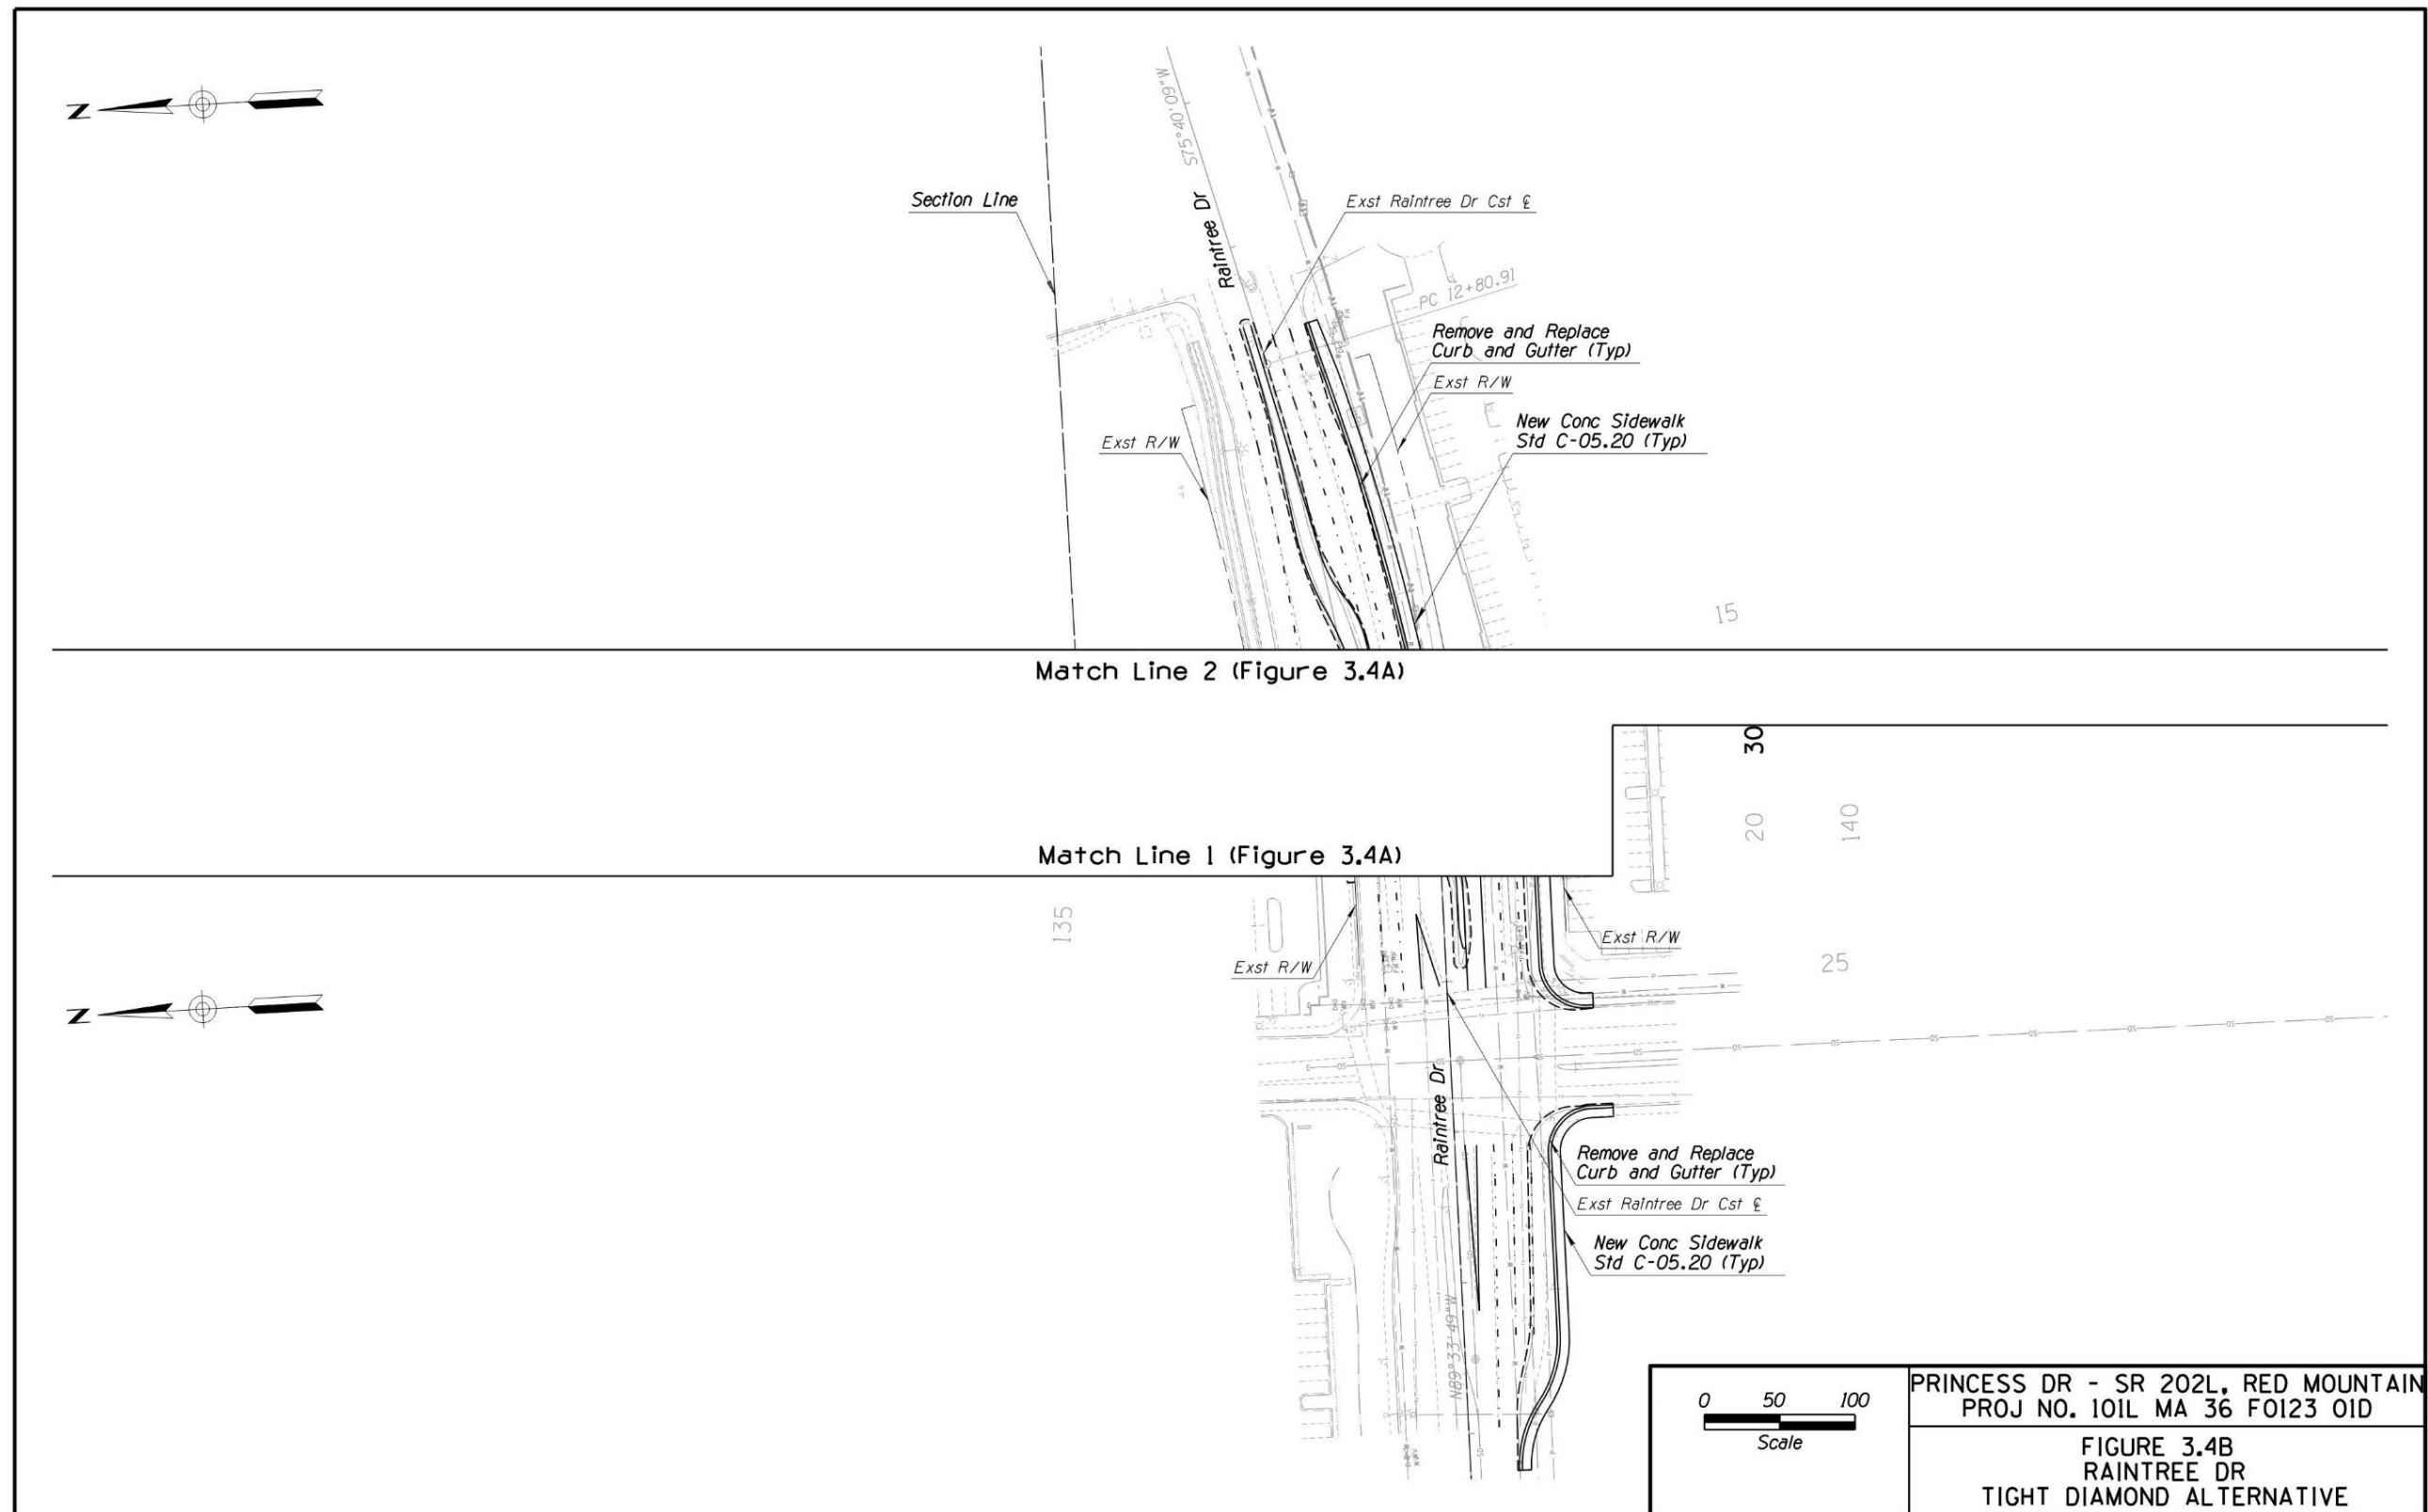 N
S75°40'09"W
Section Line
Raintree Dr
Exst Raintree Dr Cst ℄
PC 12+80.91
Remove and Replace
Curb and Gutter (Typ)
Exst R/W
New Conc Sidewalk
Std C-05.20 (Typ)
Exst R/W
15
Match Line 2 (Figure 3.4A)
30
20
140
Match Line 1 (Figure 3.4A)
135
Exst R/W
Exst R/W
25
N
Raintree Dr
Remove and Replace
Curb and Gutter (Typ)
Exst Raintree Dr Cst ℄
New Conc Sidewalk
Std C-05.20 (Typ)
N89°33'49"W
0 50 100
Scale
PRINCESS DR - SR 202L, RED MOUNTAIN
PROJ NO. 101L MA 36 F0123 01D
FIGURE 3.4B
RAINTREE DR
TIGHT DIAMOND ALTERNATIVE